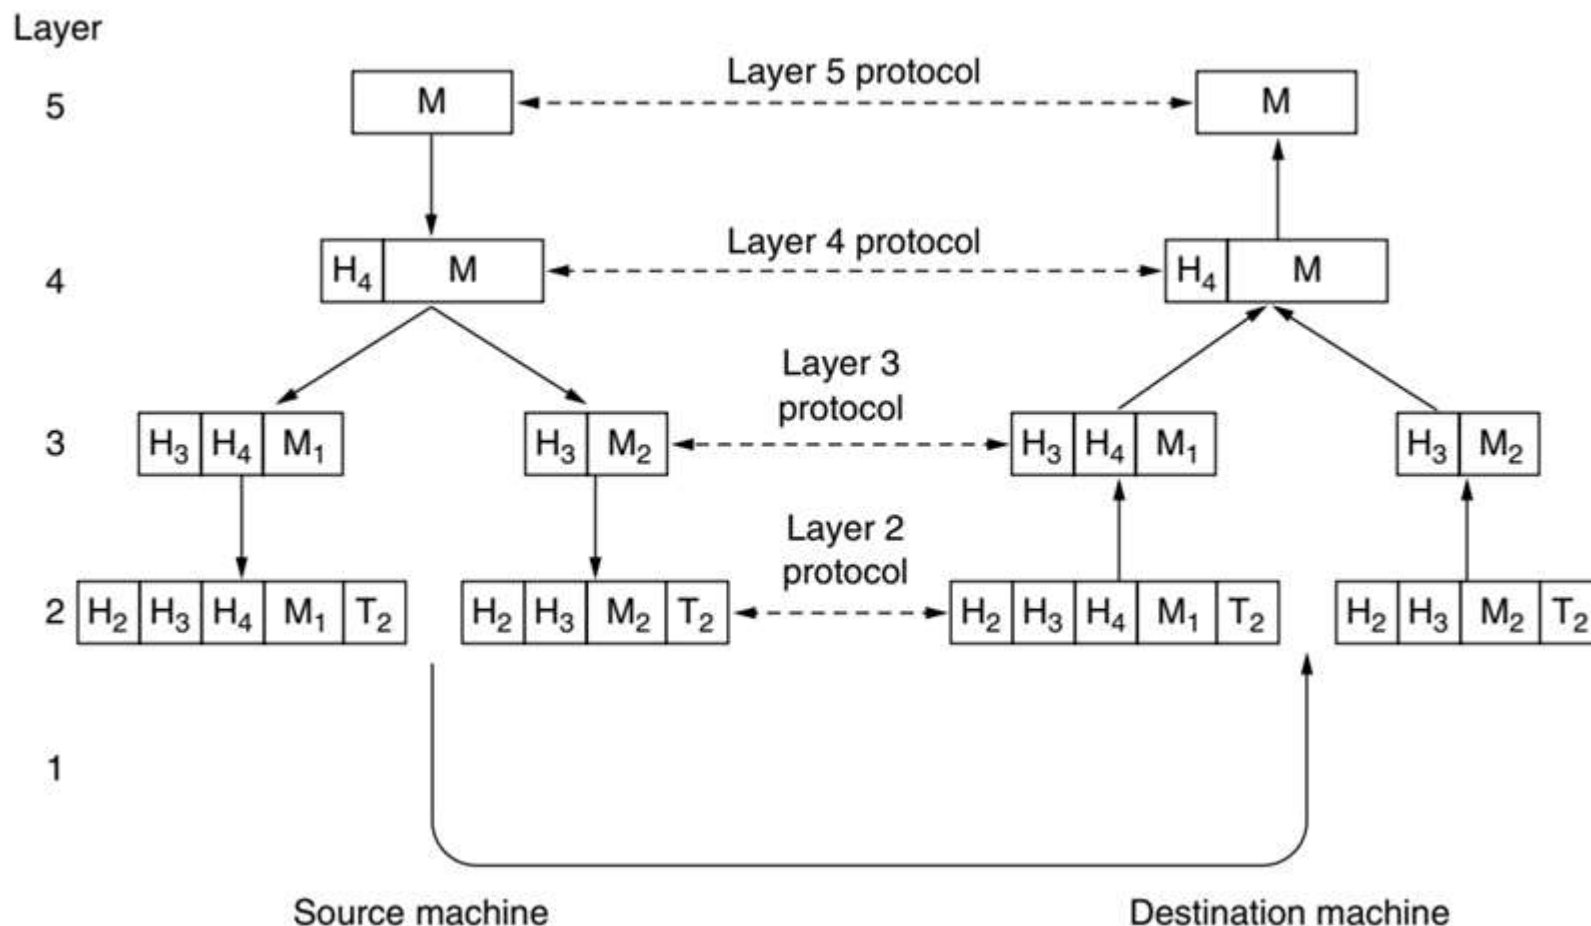 Layer
5 M Layer 5 protocol M
4 H₄ M Layer 4 protocol H₄ M
Layer 3
protocol
3 H₃ H₄ M₁ H₃ M₂ H₃ H₄ M₁ H₃ M₂
Layer 2
protocol
2 H₂ H₃ H₄ M₁ T₂ H₂ H₃ M₂ T₂ H₂ H₃ H₄ M₁ T₂ H₂ H₃ M₂ T₂
1
Source machine Destination machine